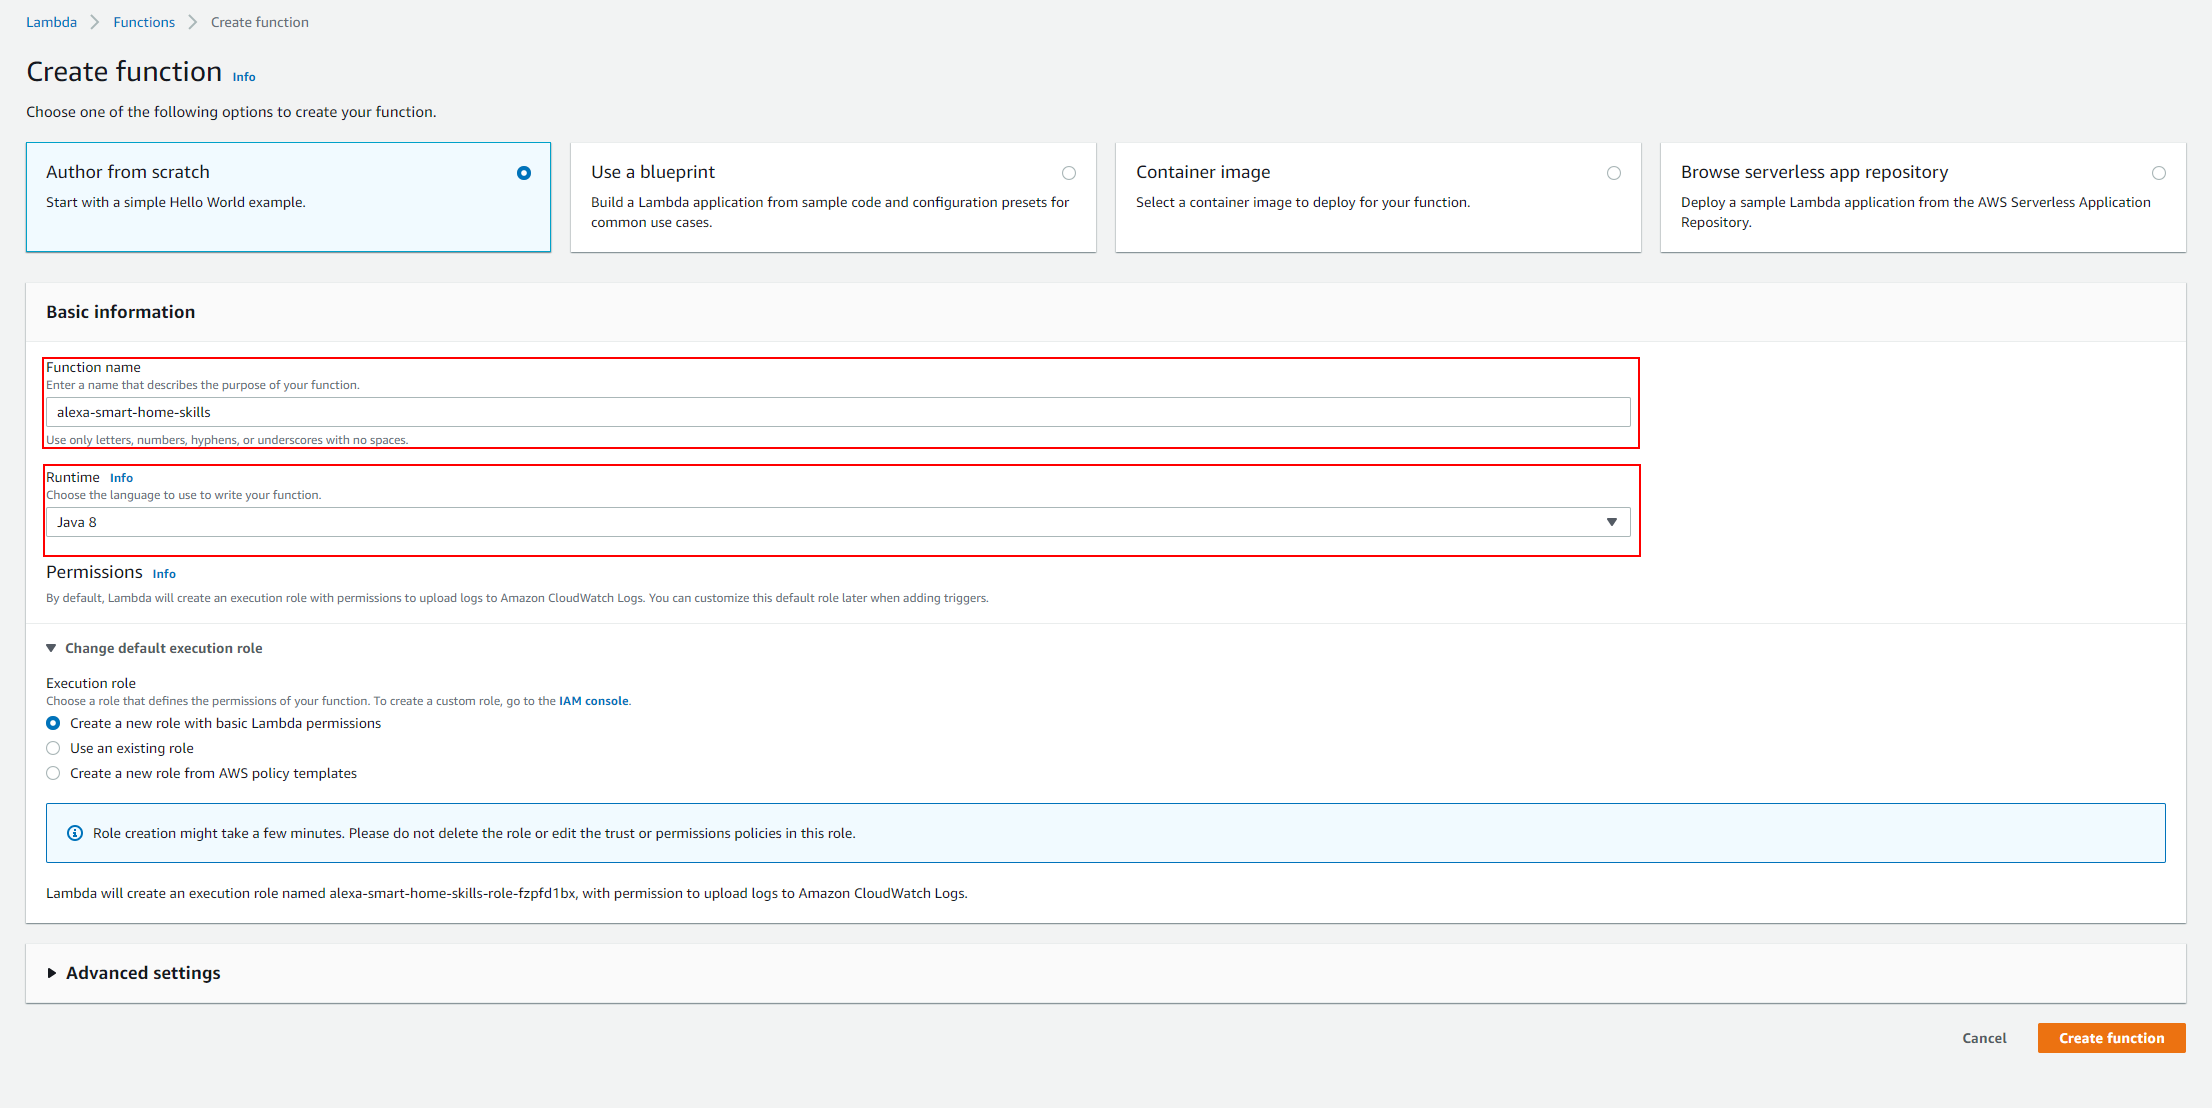 Lambda > Functions > Create function
Create function Info
Choose one of the following options to create your function.
Author from scratch
Start with a simple Hello World example.
Use a blueprint
Build a Lambda application from sample code and configuration presets for
common use cases.
Container image
Select a container image to deploy for your function.
Browse serverless app repository
Deploy a sample Lambda application from the AWS Serverless Application
Repository.
Basic information
Function name
Enter a name that describes the purpose of your function.
alexa-smart-home-skills
Use only letters, numbers, hyphens, or underscores with no spaces.
Runtime Info
Choose the language to use to write your function.
Java 8
Permissions Info
By default, Lambda will create an execution role with permissions to upload logs to Amazon CloudWatch Logs. You can customize this default role later when adding triggers.
Change default execution role
Execution role
Choose a role that defines the permissions of your function. To create a custom role, go to the IAM console.
Create a new role with basic Lambda permissions
Use an existing role
Create a new role from AWS policy templates
Role creation might take a few minutes. Please do not delete the role or edit the trust or permissions policies in this role.
Lambda will create an execution role named alexa-smart-home-skills-role-fzpfd1bx, with permission to upload logs to Amazon CloudWatch Logs.
Advanced settings
Cancel Create function